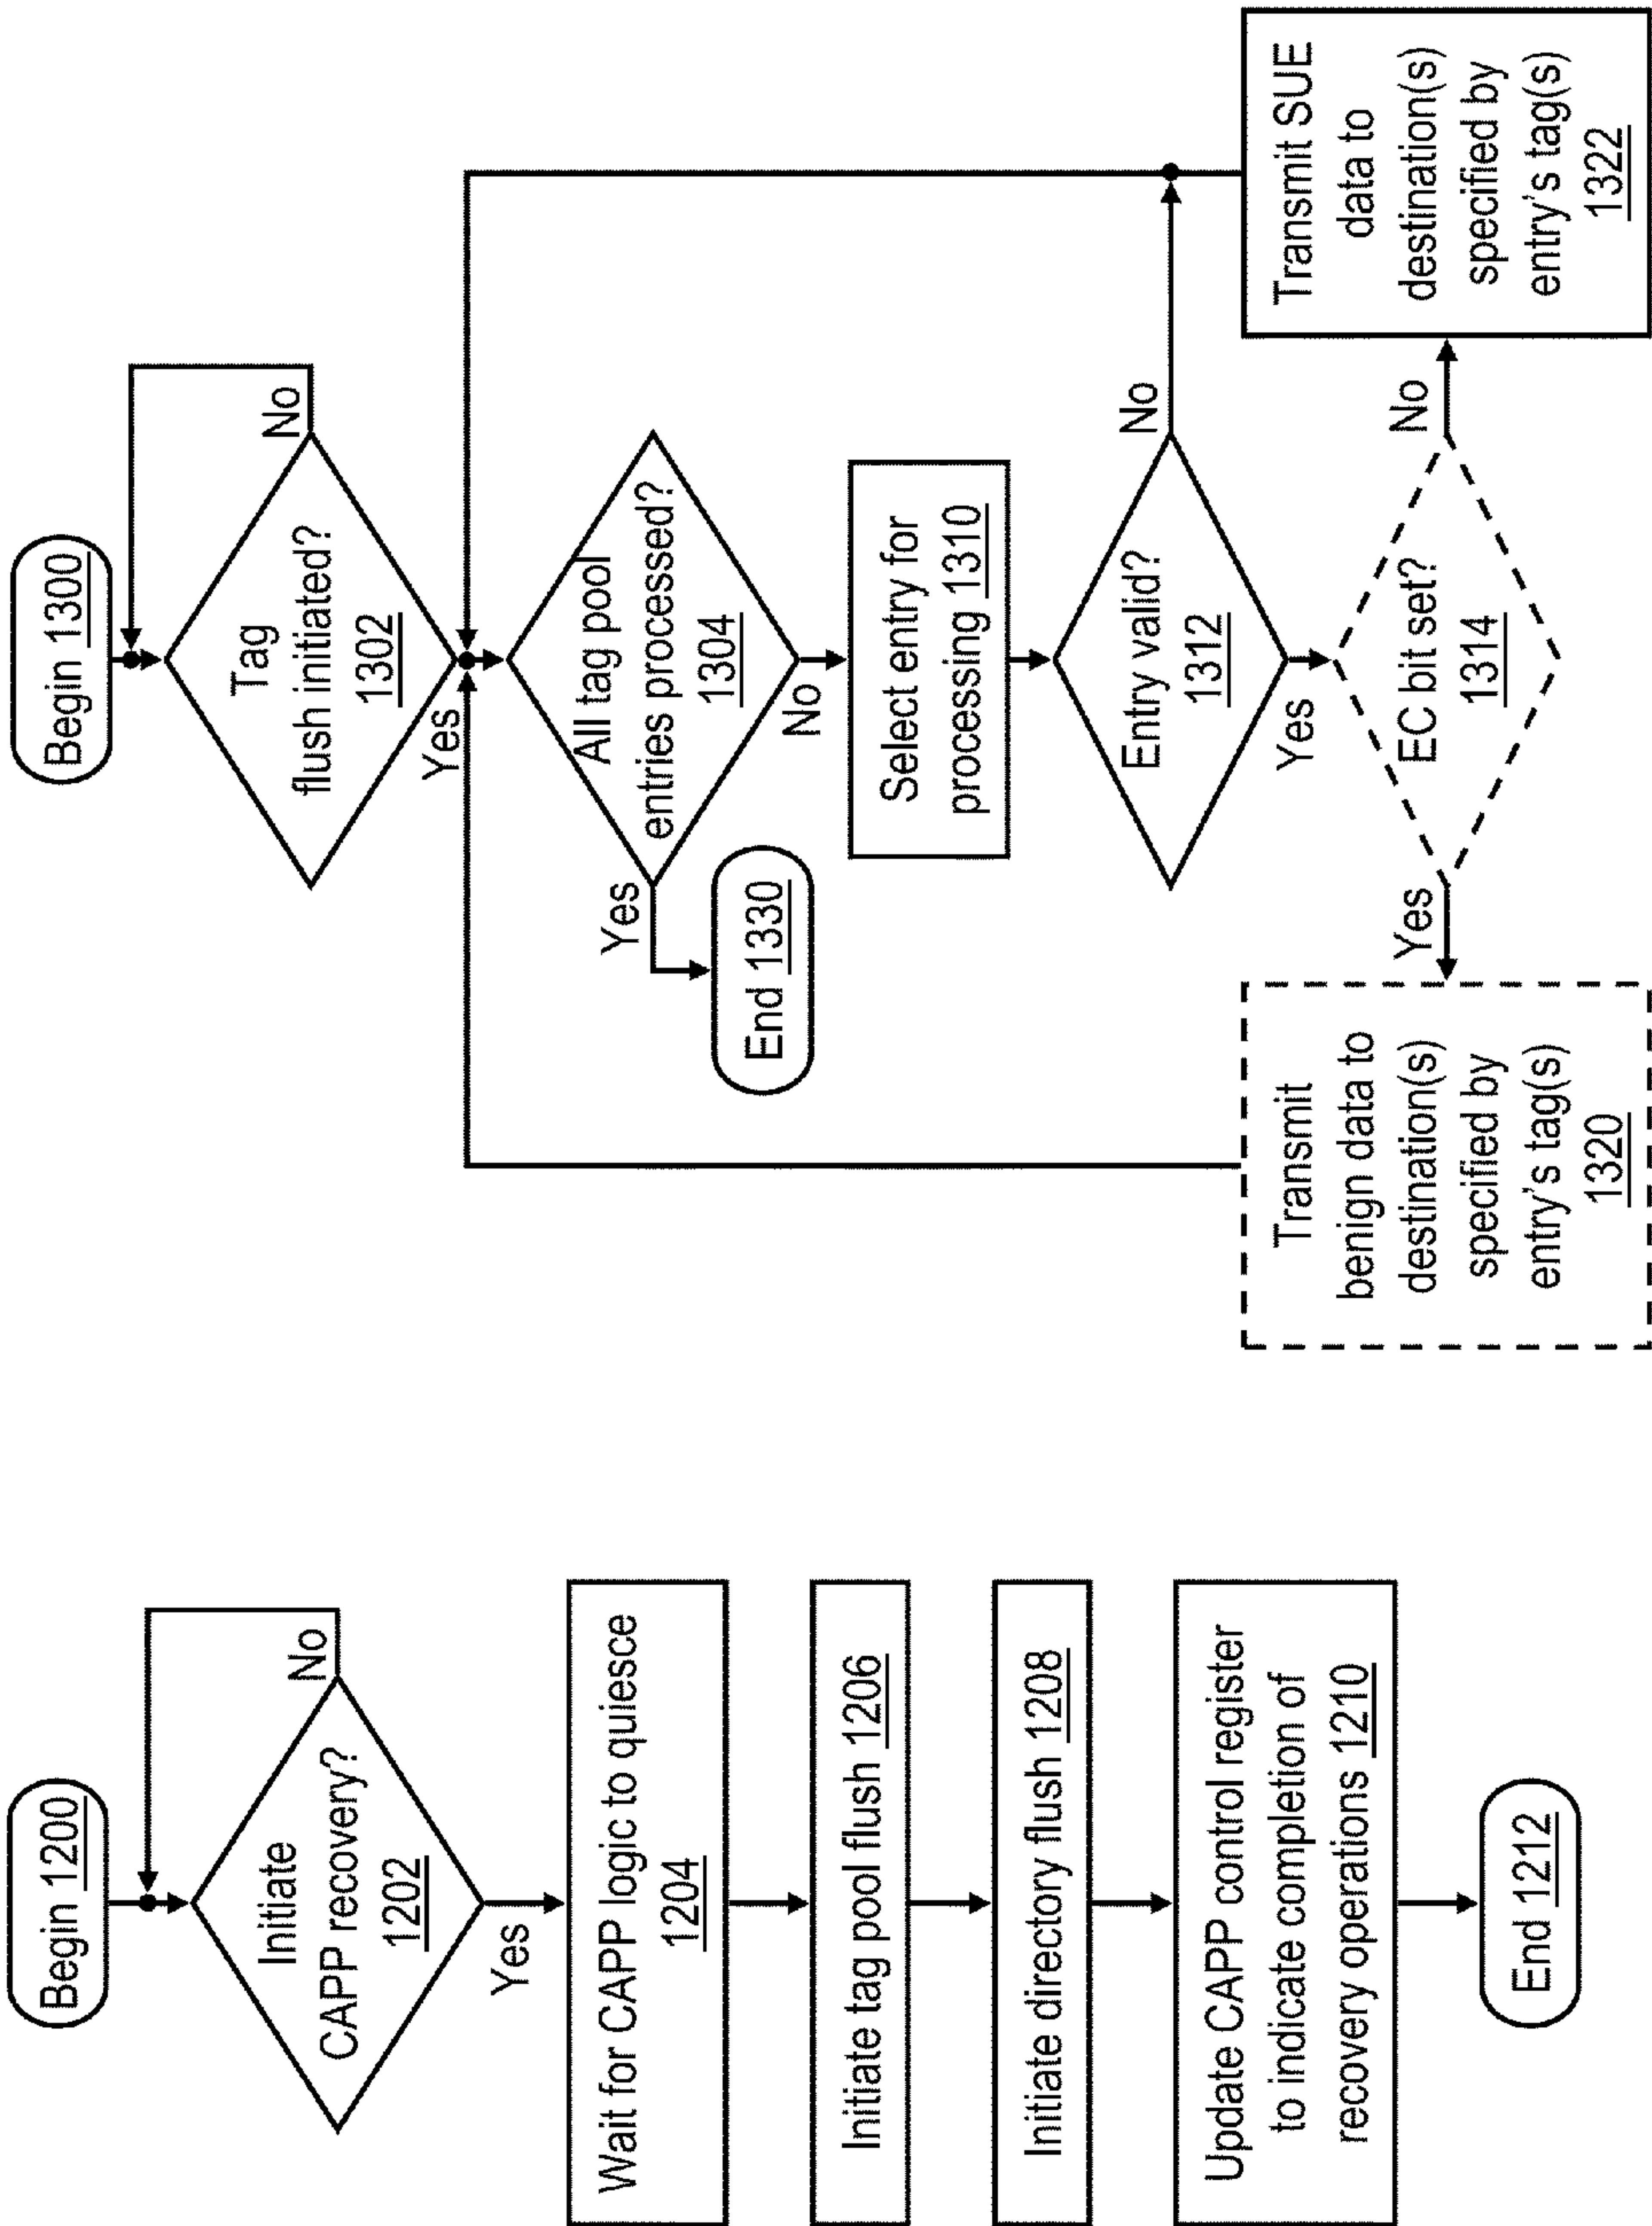 Begin 1200
Initiate
CAPP recovery?
1202
No
Yes
Wait for CAPP logic to quiesce
1204
Initiate tag pool flush 1206
Initiate directory flush 1208
Update CAPP control register
to indicate completion of
recovery operations 1210
End 1212
Begin 1300
Tag
flush initiated?
1302
No
Yes
All tag pool
entries processed?
1304
Yes
End 1330
No
Select entry for
processing 1310
Entry valid?
1312
No
Yes
EC bit set?
1314
Yes
No
Transmit
benign data to
destination(s)
specified by
entry's tag(s)
1320
Transmit SUE
data to
destination(s)
specified by
entry's tag(s)
1322